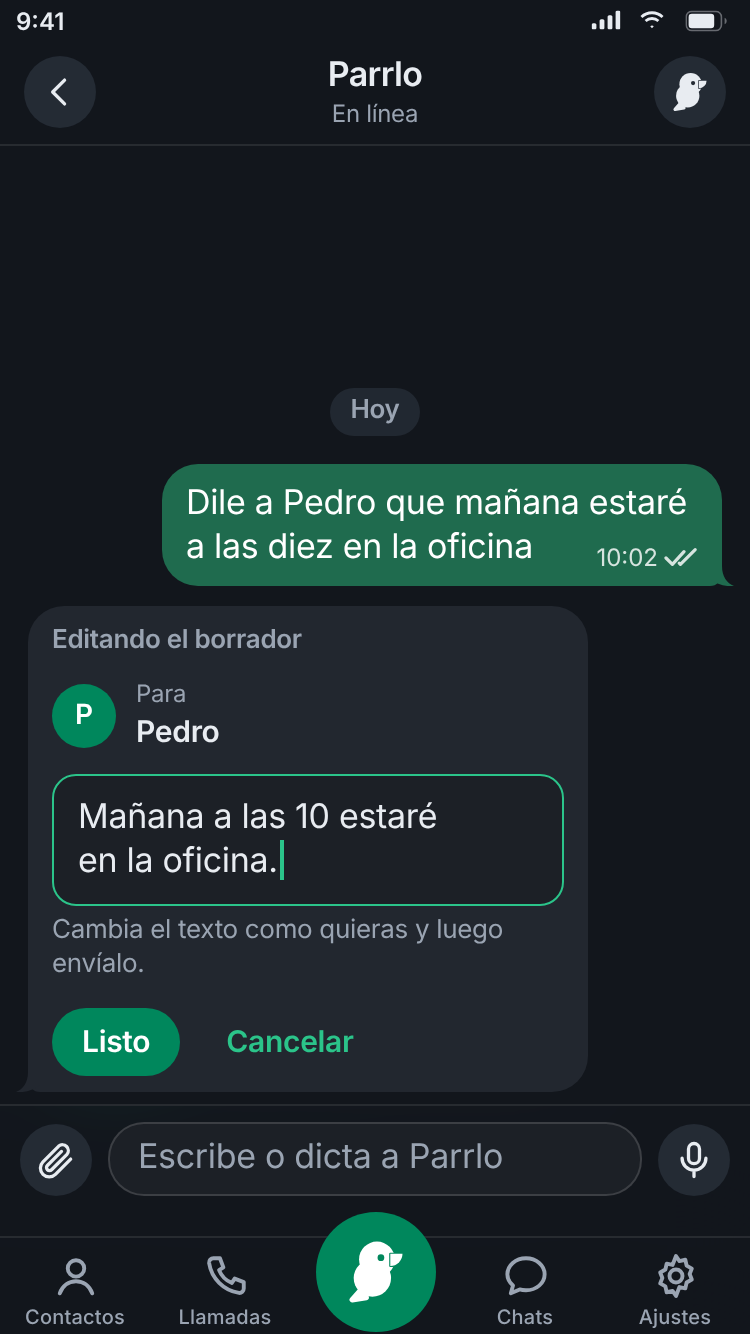 9:41
Parrlo
En línea
Hoy
Dile a Pedro que mañana estaré
a las diez en la oficina
10:02
Editando el borrador
P
Para
Pedro
Mañana a las 10 estaré
en la oficina.
Cambia el texto como quieras y luego
envíalo.
Listo
Cancelar
Escribe o dicta a Parrlo
Contactos
Llamadas
Chats
Ajustes